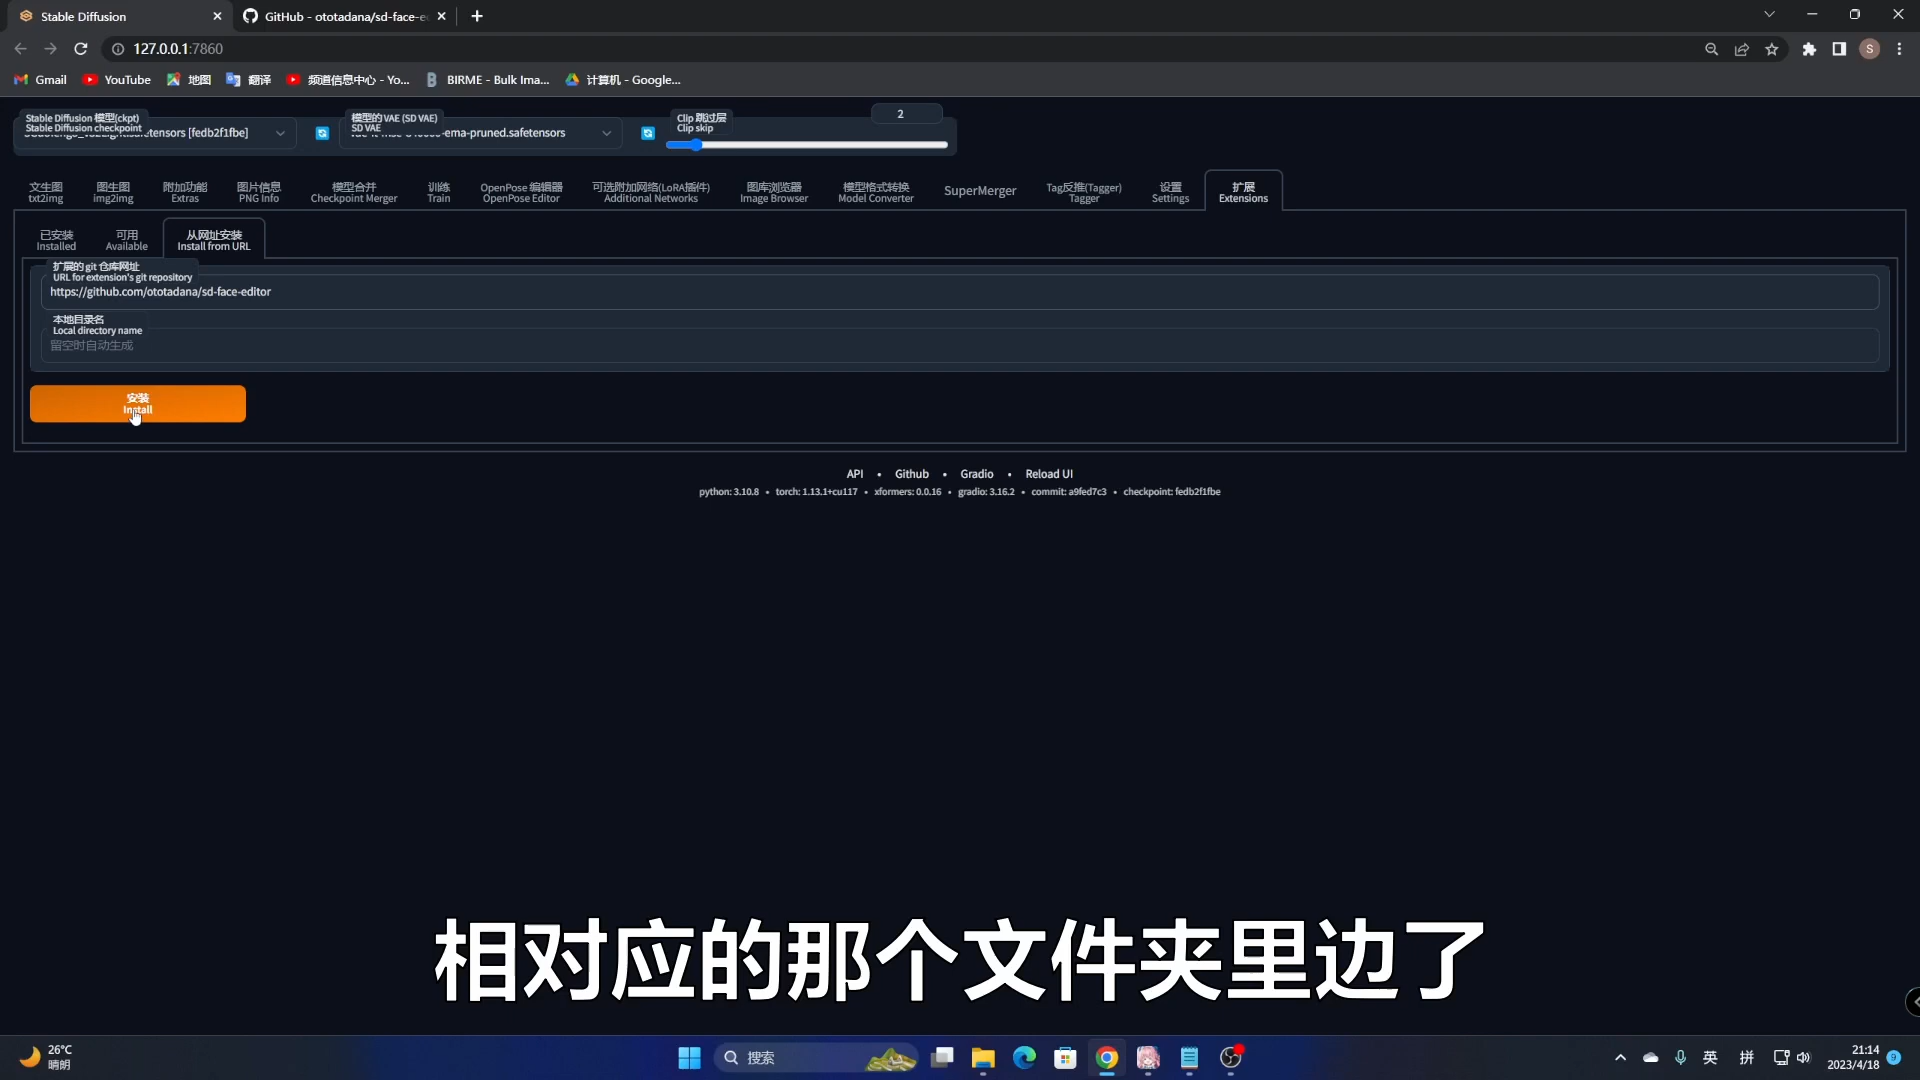 Stable Diffusion
GitHub - ototadana/sd-face-e
127.0.0.1:7860
Gmail
YouTube
地图
翻译
频道信息中心 - Yo...
BIRME - Bulk Ima...
计算机 - Google...
Stable Diffusion 模型(ckpt)
Stable Diffusion checkpoint
.safetensors [fedb2f1fbe]
模型的 VAE (SD VAE)
SD VAE
-ema-pruned.safetensors
Clip 跳过层
Clip skip
2
文生图
txt2img
图生图
img2img
附加功能
Extras
图片信息
PNG Info
模型合并
Checkpoint Merger
训练
Train
OpenPose 编辑器
OpenPose Editor
可选附加网络(LoRA插件)
Additional Networks
图库浏览器
Image Browser
模型格式转换
Model Converter
SuperMerger
Tag反推(Tagger)
Tagger
设置
Settings
扩展
Extensions
已安装
Installed
可用
Available
从网址安装
Install from URL
扩展的 git 仓库网址
URL for extension's git repository
https://github.com/ototadana/sd-face-editor
本地目录名
Local directory name
留空时自动生成
安装
Install
API • Github • Gradio • Reload UI
python: 3.10.8 • torch: 1.13.1+cu117 • xformers: 0.0.16 • gradio: 3.16.2 • commit: a9fed7c3 • checkpoint: fedb2f1fbe
相对应的那个文件夹里边了
26°C
晴朗
搜索
英
拼
21:14
2023/4/18
9
S